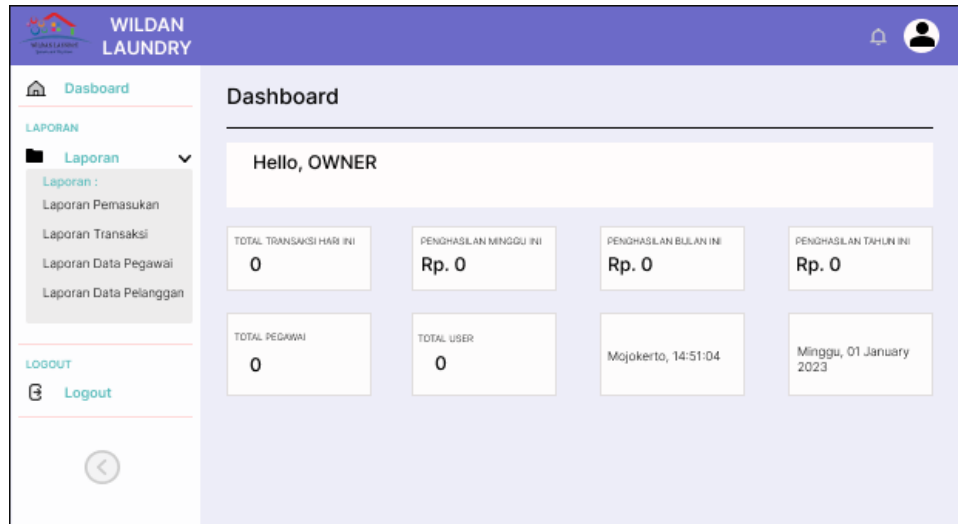 WILDAN
LAUNDRY
Dasboard
LAPORAN
Laporan
Laporan :
Laporan Pemasukan
Laporan Transaksi
Laporan Data Pegawai
Laporan Data Pelanggan
LOGOUT
Logout
Dashboard
Hello, OWNER
TOTAL TRANSAKSI HARI INI
0
PENGHASILAN MINGGU INI
Rp. 0
PENGHASILAN BULAN INI
Rp. 0
PENGHASILAN TAHUN INI
Rp. 0
TOTAL PEGAWAI
0
TOTAL USER
0
Mojokerto, 14:51:04
Minggu, 01 January
2023